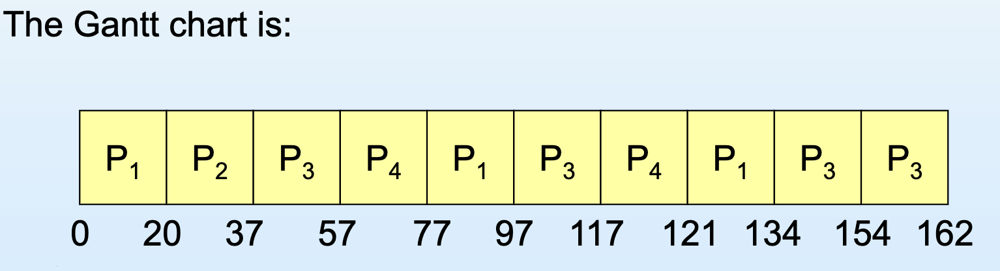 The Gantt chart is:
P1 P2 P3 P4 P1 P3 P4 P1 P3 P3
0 20 37 57 77 97 117 121 134 154 162